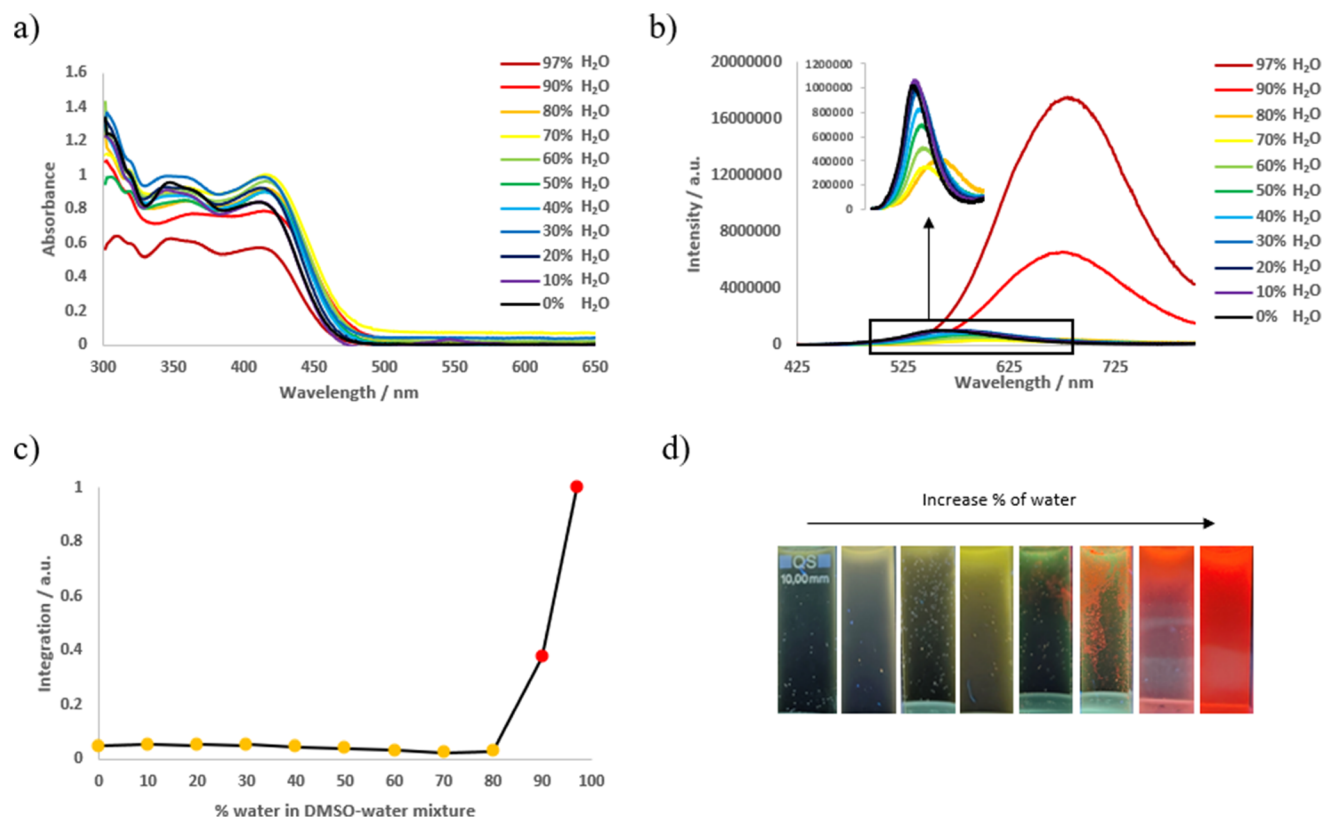 a)
1.6
1.4
1.2
1
0.8
0.6
0.4
0.2
0
Absorbance
300 350 400 450 500 550 600 650
Wavelength / nm
97% H₂O
90% H₂O
80% H₂O
70% H₂O
60% H₂O
50% H₂O
40% H₂O
30% H₂O
20% H₂O
10% H₂O
0% H₂O
b)
20000000
16000000
12000000
8000000
4000000
0
Intensity / a.u.
1200000
1000000
800000
600000
400000
200000
0
425 525 625 725
Wavelength / nm
97% H₂O
90% H₂O
80% H₂O
70% H₂O
60% H₂O
50% H₂O
40% H₂O
30% H₂O
20% H₂O
10% H₂O
0% H₂O
c)
1
0.8
0.6
0.4
0.2
0
Integration / a.u.
0 10 20 30 40 50 60 70 80 90 100
% water in DMSO-water mixture
d)
Increase % of water
QS
10,00mm